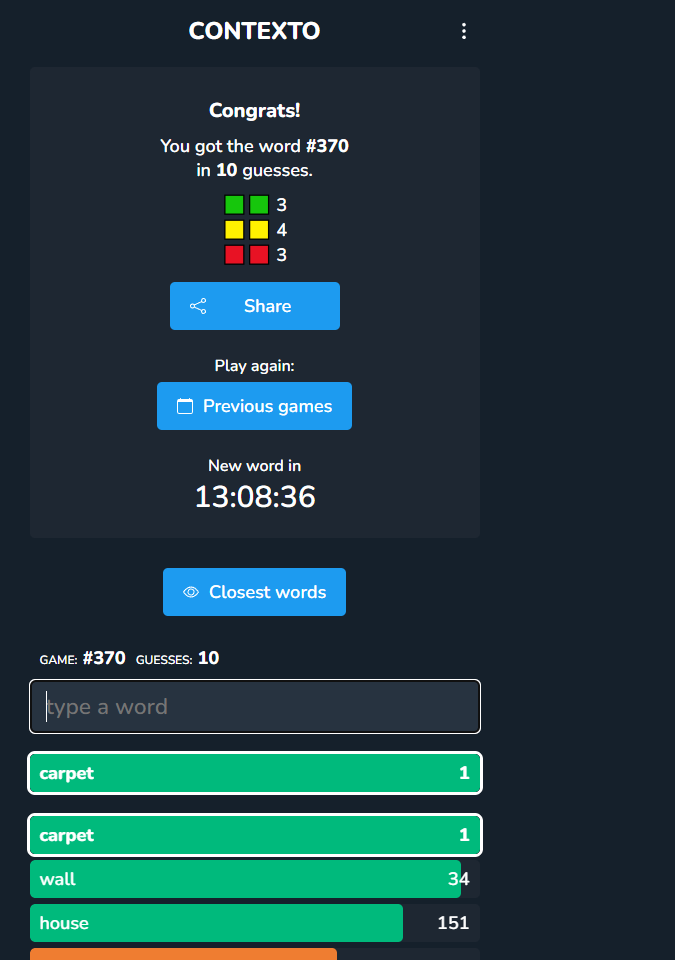 CONTEXTO
Congrats!
You got the word #370
in 10 guesses.
3
4
3
Share
Play again:
Previous games
New word in
13:08:36
Closest words
GAME: #370 GUESSES: 10
type a word
carpet 1
carpet 1
wall 34
house 151